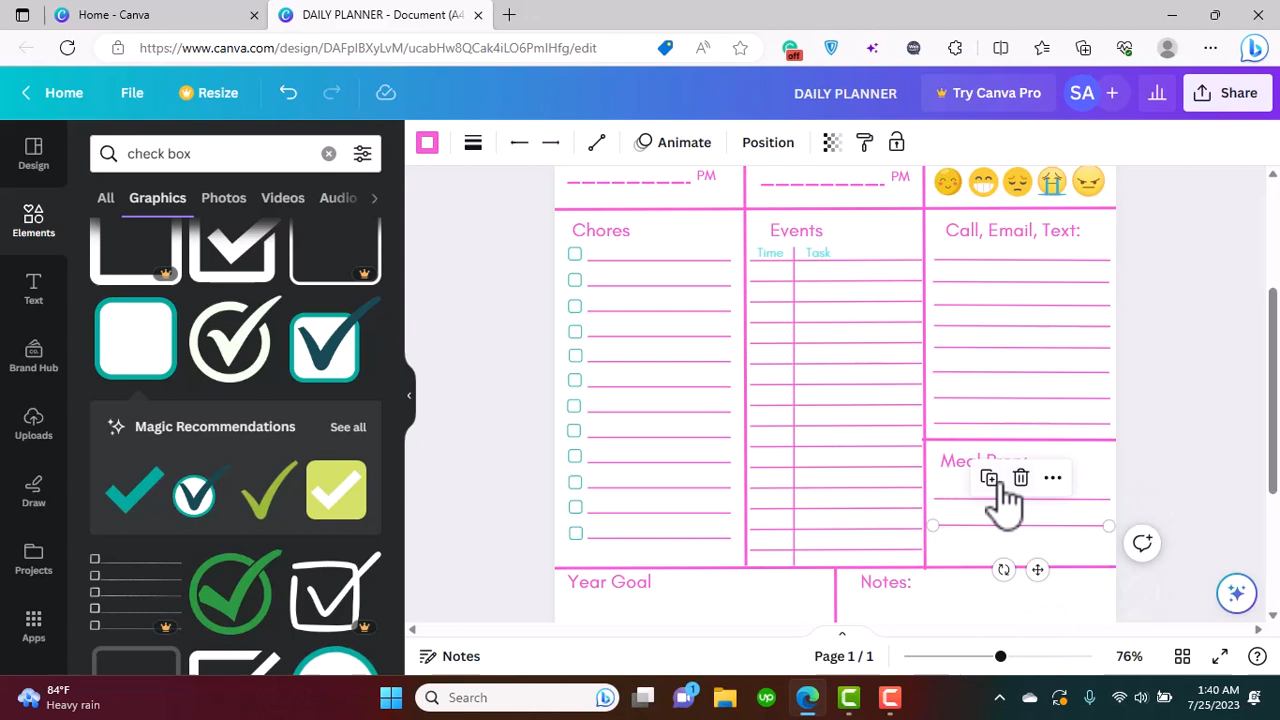 Home - Canva
DAILY PLANNER - Document (A4
https://www.canva.com/design/DAFpIBXyLvM/ucabHw8QCak4iLO6PmIHfg/edit
off
Home
File
Resize
DAILY PLANNER
SA
Try Canva Pro
Share
Design
Elements
Text
Brand Hub
Uploads
Draw
Projects
Apps
check box
All
Graphics
Photos
Videos
Audio
Magic Recommendations
See all
Animate
Position
PM
PM
Chores
Events
Call, Email, Text:
Time
Task
Year Goal
Notes:
Notes
Page 1 / 1
76%
84°F
Heavy rain
Search
1
1:40 AM
7/25/2023